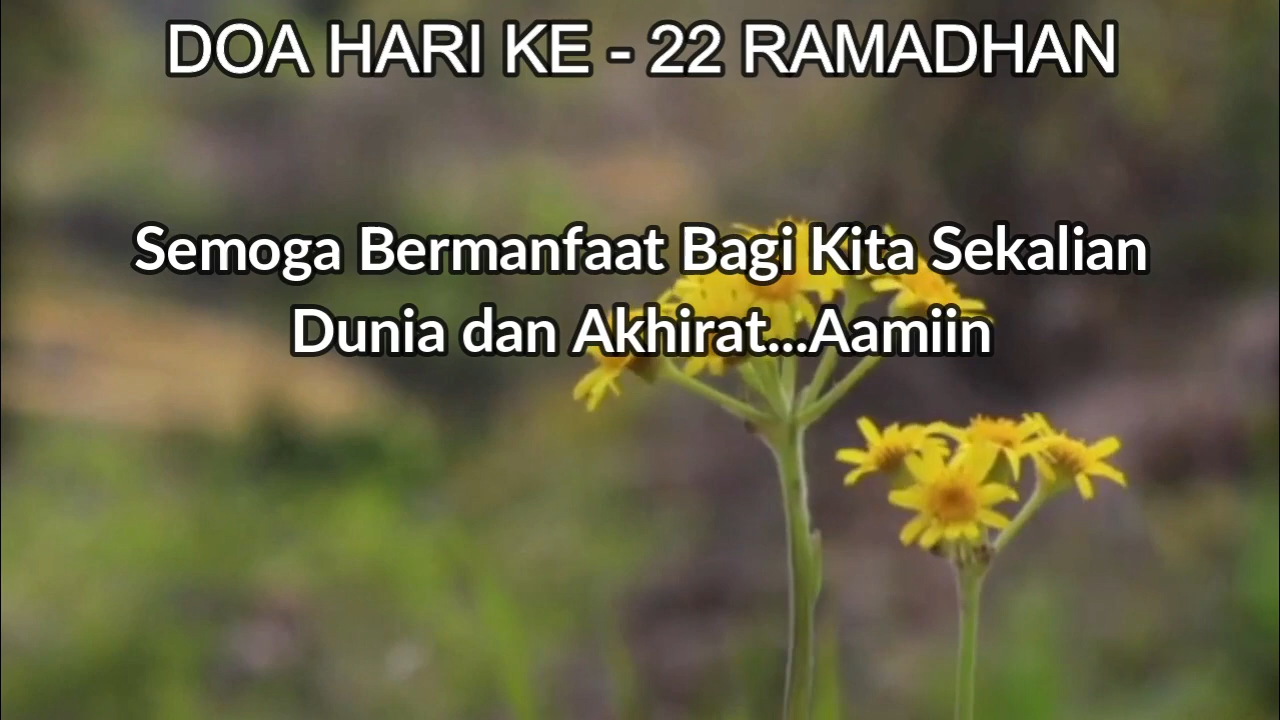 DOA HARI KE - 22 RAMADHAN
Semoga Bermanfaat Bagi Kita Sekalian
Dunia dan Akhirat...Aamiin